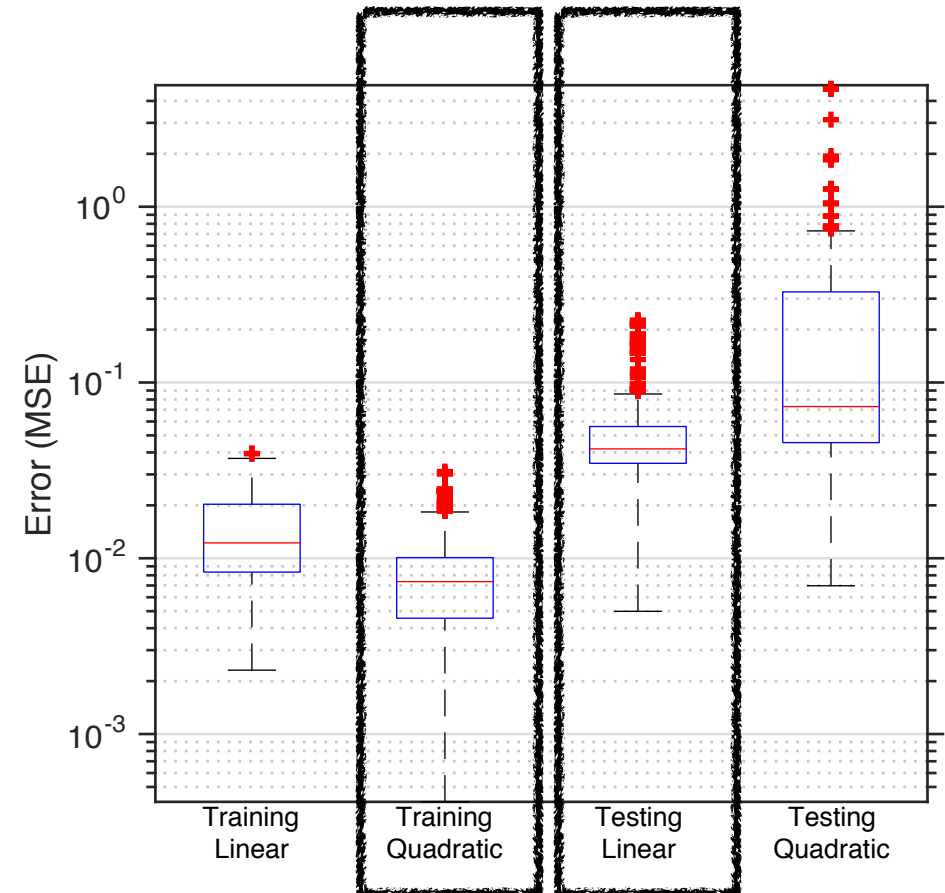 10^0
10^-1
10^-2
10^-3
Error (MSE)
Training Linear
Training Quadratic
Testing Linear
Testing Quadratic